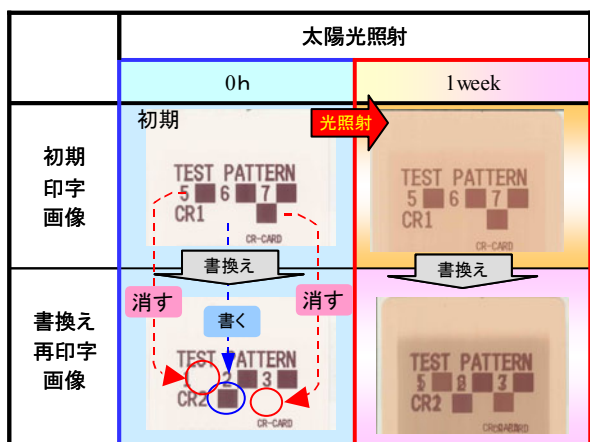 太陽光照射
0h
1week
初期
印字
画像
初期
TEST PATTERN
5 6 7
CR1
CR-CARD
光照射
TEST PATTERN
5 6 7
CR1
CR-CARD
書換え
書換え
消す
書く
消す
書換え
再印字
画像
TEST PATTERN
2 3
CR2
CR-CARD
TEST PATTERN
CR2